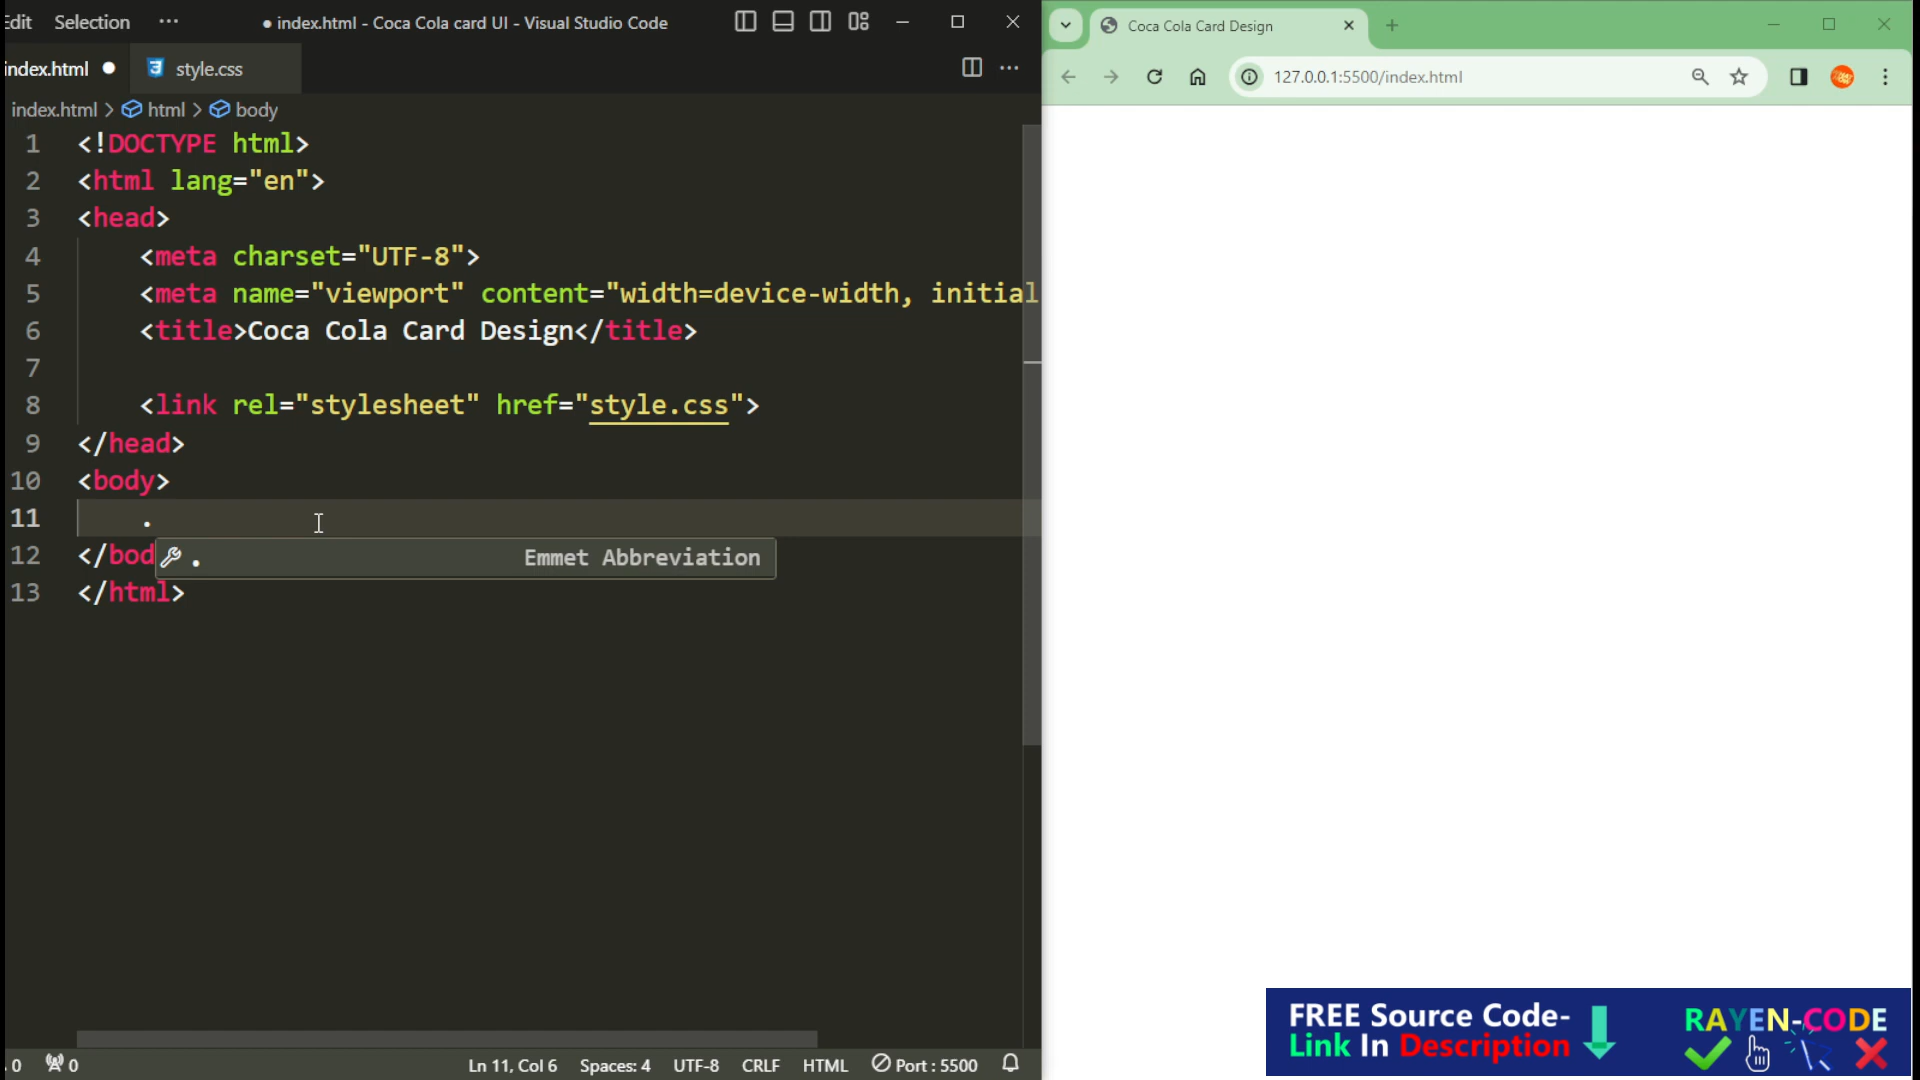 Edit Selection ··· ● index.html - Coca Cola card UI - Visual Studio Code
index.html ● style.css ···
index.html > html > body
1 <!DOCTYPE html>
2 <html lang="en">
3 <head>
4 <meta charset="UTF-8">
5 <meta name="viewport" content="width=device-width, initial
6 <title>Coca Cola Card Design</title>
7
8 <link rel="stylesheet" href="style.css">
9 </head>
10 <body>
11 .
12 </bod
. Emmet Abbreviation
13 </html>
0 0 Ln 11, Col 6 Spaces: 4 UTF-8 CRLF HTML Port : 5500
Coca Cola Card Design
127.0.0.1:5500/index.html
FREE Source Code-
Link In Description
RAYEN-CODE